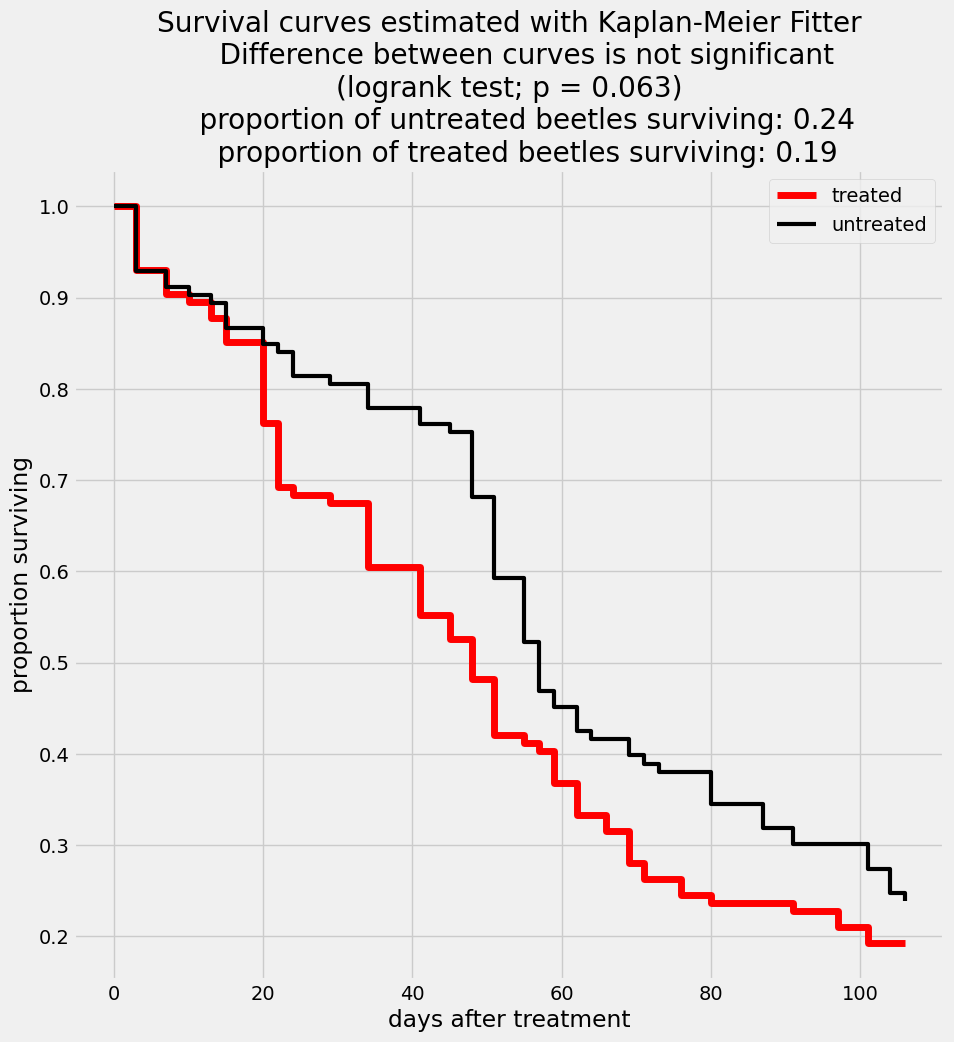 Survival curves estimated with Kaplan-Meier Fitter
Difference between curves is not significant
(logrank test; p = 0.063)
proportion of untreated beetles surviving: 0.24
proportion of treated beetles surviving: 0.19
treated
untreated
1.0
0.9
0.8
0.7
0.6
0.5
0.4
0.3
0.2
proportion surviving
0 20 40 60 80 100
days after treatment